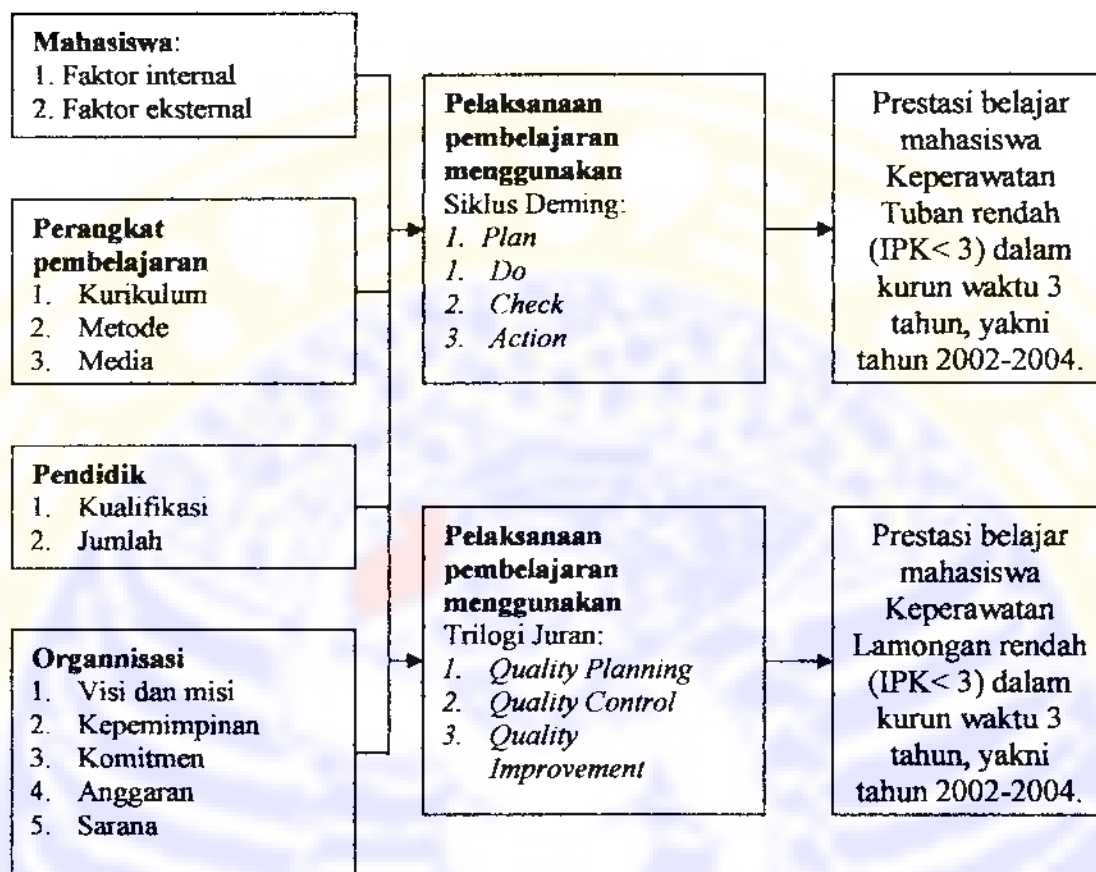 Mahasiswa:
1. Faktor internal
2. Faktor eksternal
Perangkat
pembelajaran
1. Kurikulum
2. Metode
3. Media
Pendidik
1. Kualifikasi
2. Jumlah
Organnisasi
1. Visi dan misi
2. Kepemimpinan
3. Komitmen
4. Anggaran
5. Sarana
Pelaksanaan
pembelajaran
menggunakan
Siklus Deming:
1. Plan
1. Do
2. Check
3. Action
Pelaksanaan
pembelajaran
menggunakan
Trilogi Juran:
1. Quality Planning
2. Quality Control
3. Quality
Improvement
Prestasi belajar
mahasiswa
Keperawatan
Tuban rendah
(IPK< 3) dalam
kurun waktu 3
tahun, yakni
tahun 2002-2004.
Prestasi belajar
mahasiswa
Keperawatan
Lamongan rendah
(IPK< 3) dalam
kurun waktu 3
tahun, yakni
tahun 2002-2004.